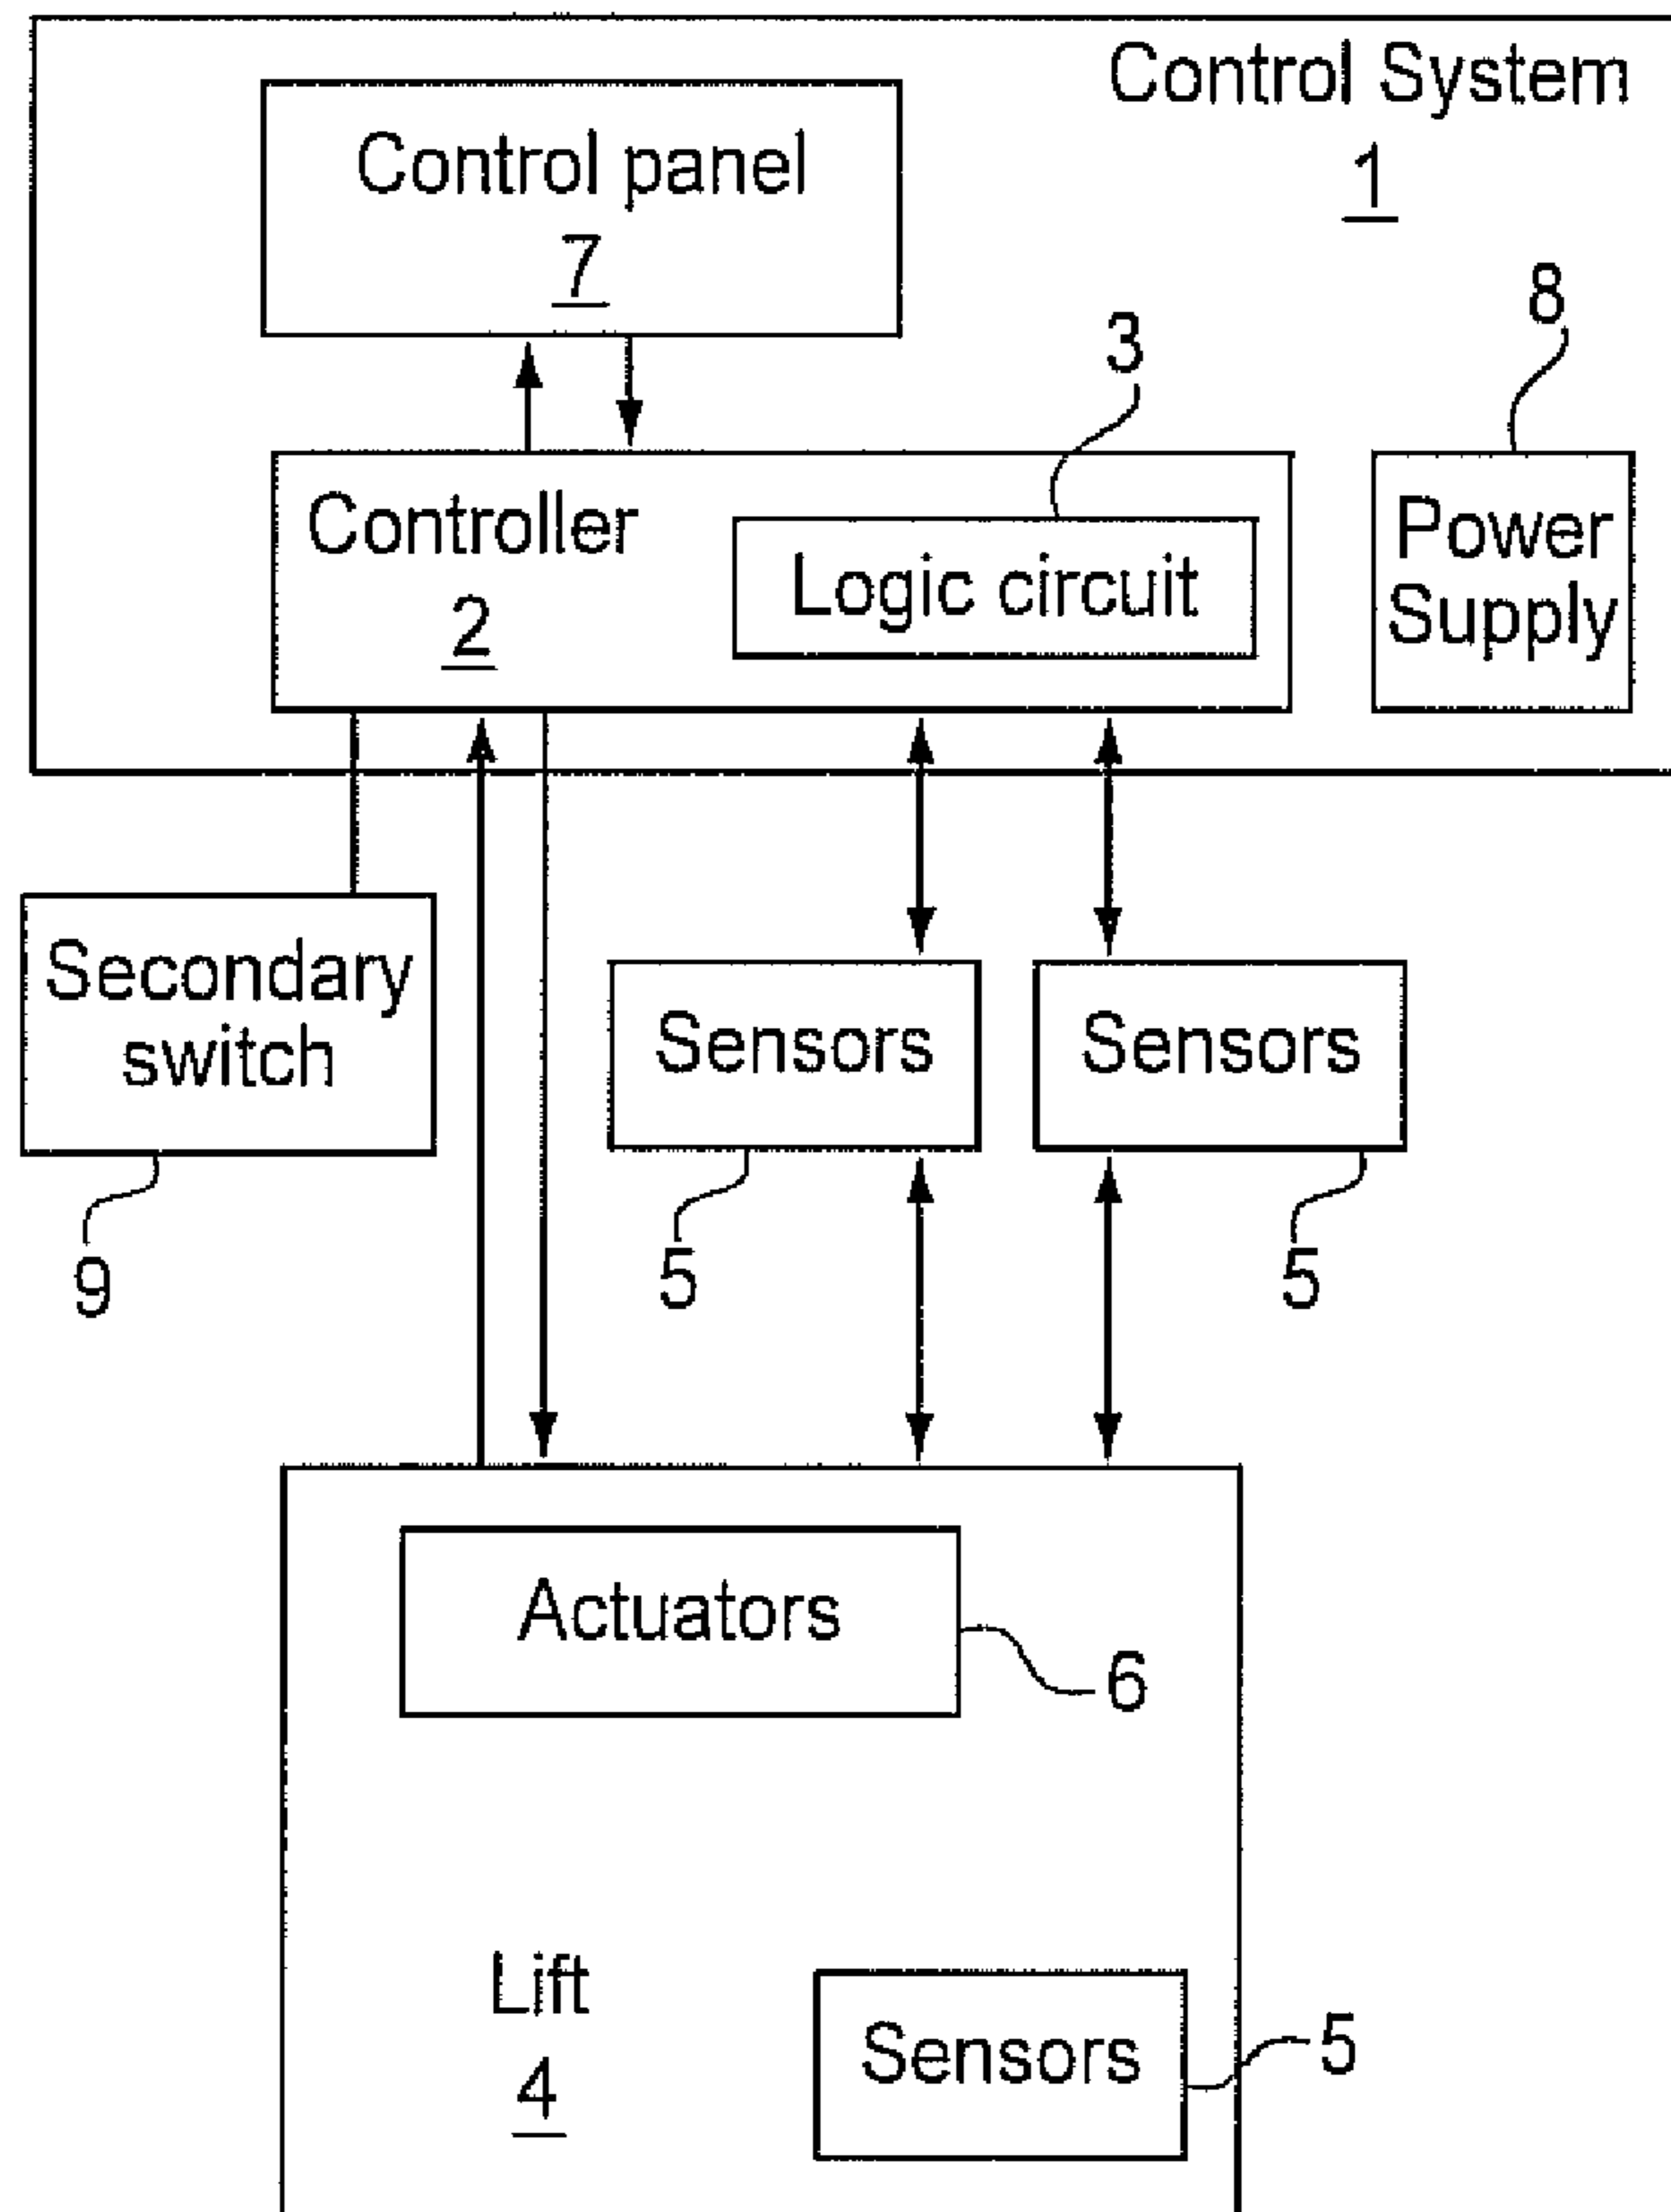 Control System
1
Control panel
7
3
8
Controller
2
Logic circuit
Power
Supply
Secondary
switch
9
Sensors
5
Sensors
5
Actuators
6
Lift
4
Sensors
5